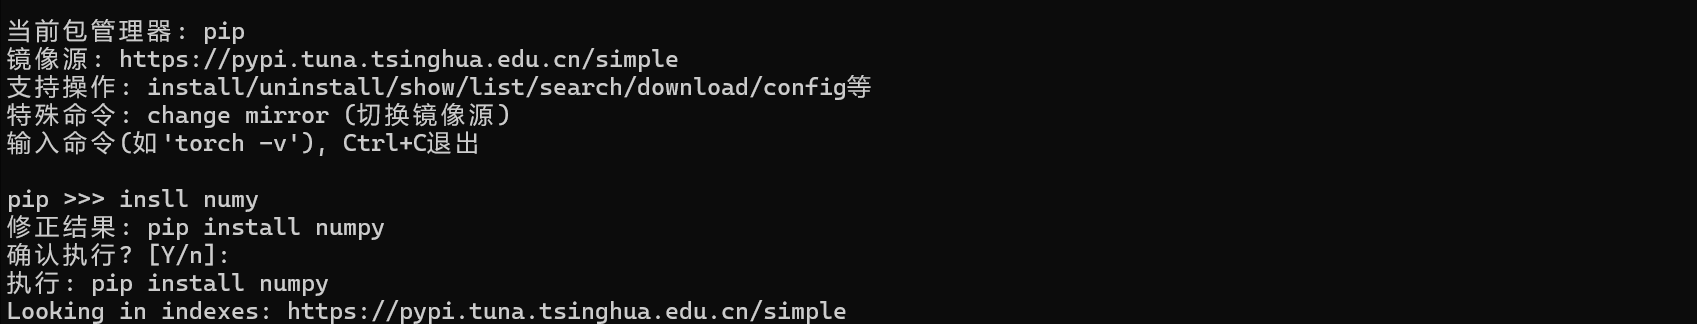 当前包管理器: pip
镜像源: https://pypi.tuna.tsinghua.edu.cn/simple
支持操作: install/uninstall/show/list/search/download/config等
特殊命令: change mirror (切换镜像源)
输入命令(如'torch -v'), Ctrl+C退出
pip >>> insll numy
修正结果: pip install numpy
确认执行? [Y/n]:
执行: pip install numpy
Looking in indexes: https://pypi.tuna.tsinghua.edu.cn/simple